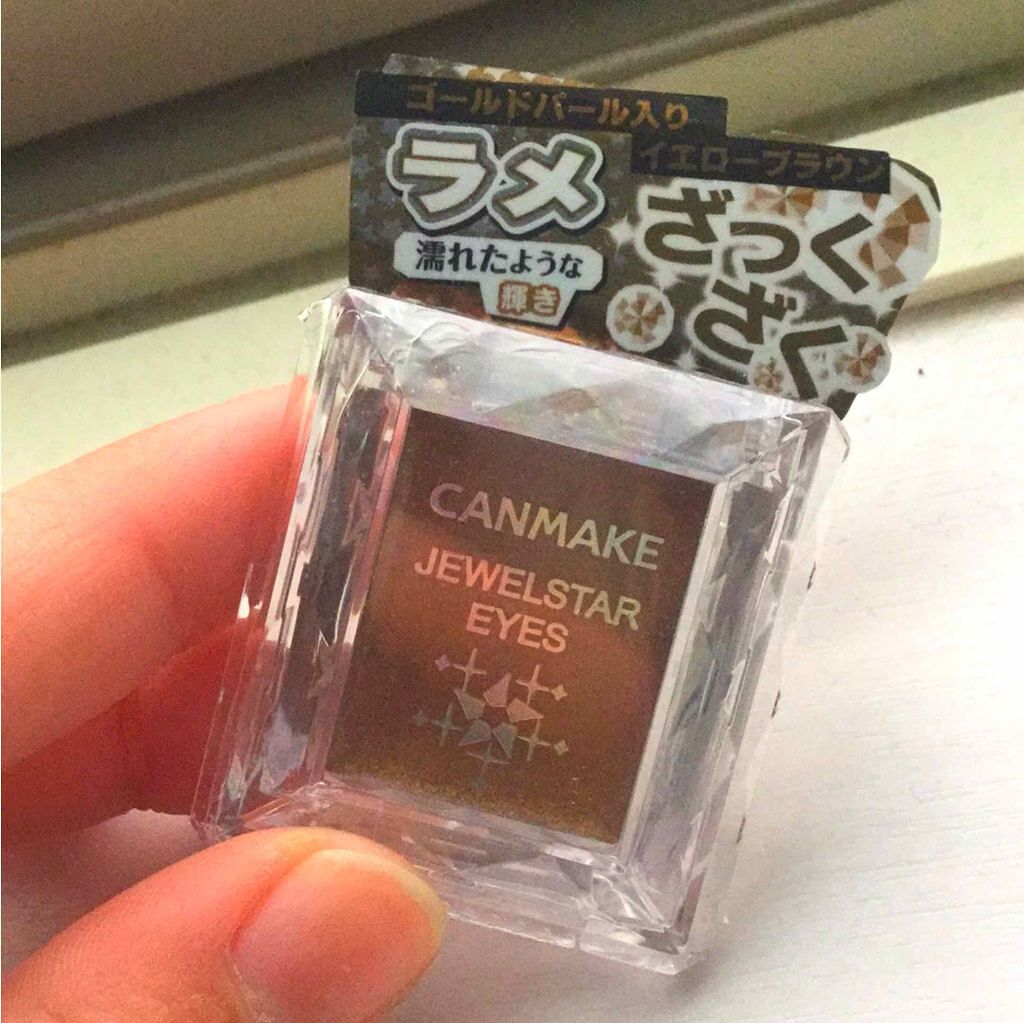 ゴールドパール入り
イエローブラウン
ラメ
ざっく
ざく
濡れたような
輝き
CANMAKE
JEWELSTAR
EYES